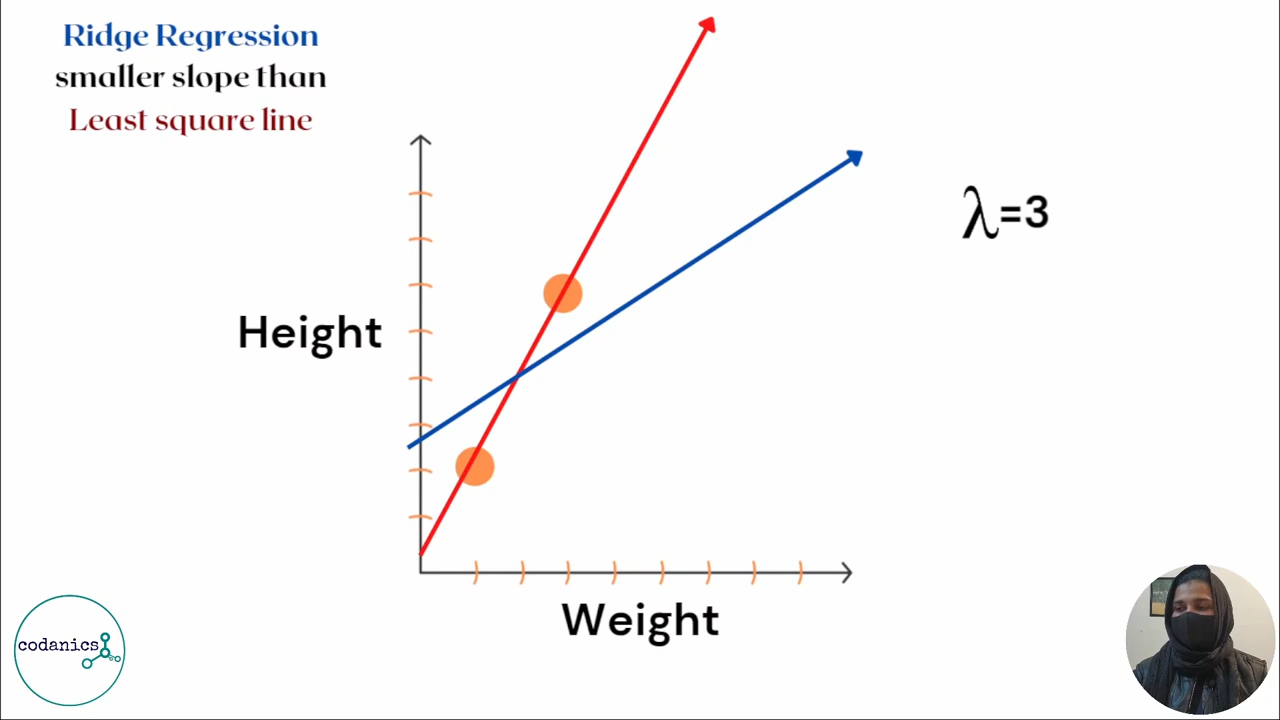 Ridge Regression
smaller slope than
Least square line
λ=3
Height
Weight
codanics